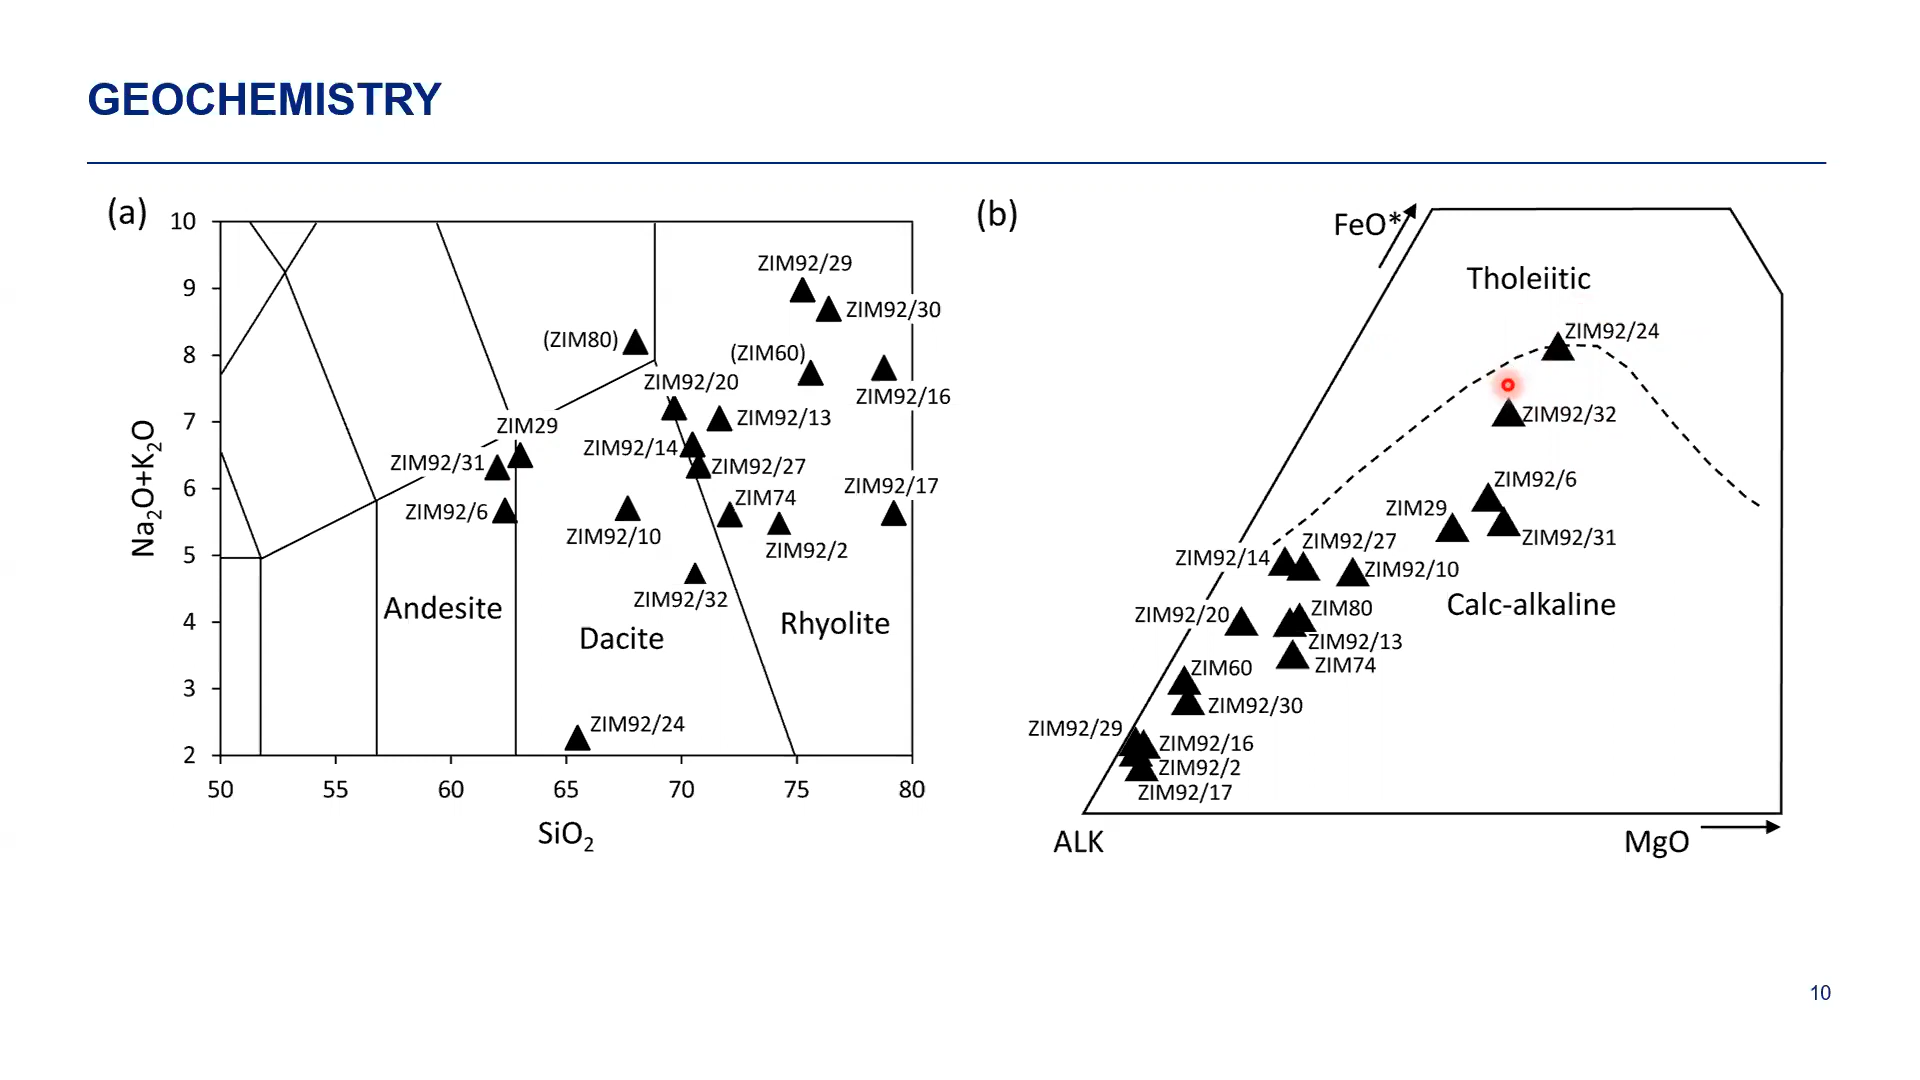 GEOCHEMISTRY
(a)
10
9
8
7
6
5
4
3
2
Na₂O+K₂O
ZIM92/29
ZIM92/30
(ZIM80)
(ZIM60)
ZIM92/20
ZIM92/16
ZIM92/13
ZIM29
ZIM92/14
ZIM92/31
ZIM92/27
ZIM92/17
ZIM74
ZIM92/6
ZIM92/10
ZIM92/2
ZIM92/32
Andesite
Dacite
Rhyolite
ZIM92/24
50
55
60
65
70
75
80
SiO₂
(b)
FeO*
Tholeiitic
ZIM92/24
ZIM92/32
ZIM92/6
ZIM29
ZIM92/31
ZIM92/27
ZIM92/14
ZIM92/10
Calc-alkaline
ZIM80
ZIM92/20
ZIM92/13
ZIM74
ZIM60
ZIM92/30
ZIM92/29
ZIM92/16
ZIM92/2
ZIM92/17
ALK
MgO
10